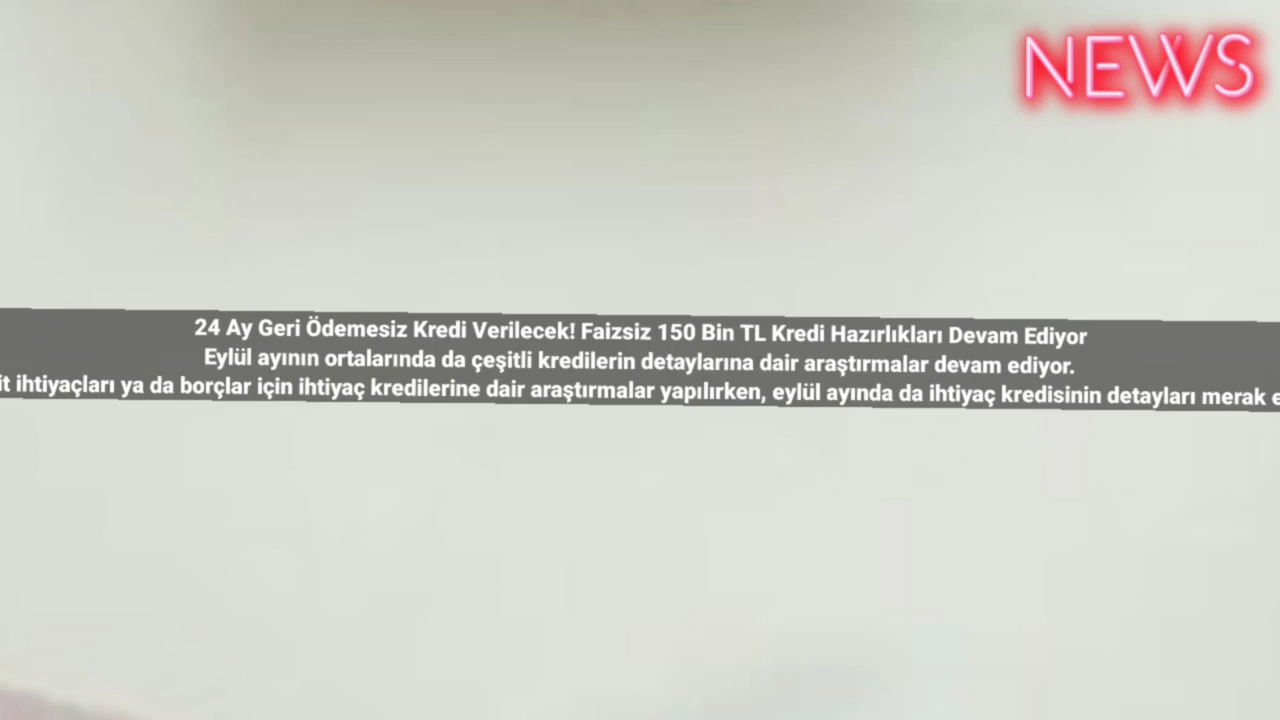 NEWS
24 Ay Geri Ödemesiz Kredi Verilecek! Faizsiz 150 Bin TL Kredi Hazırlıkları Devam Ediyor
Eylül ayının ortalarında da çeşitli kredilerin detaylarına dair araştırmalar devam ediyor.
ihtiyaçları ya da borçlar için ihtiyaç kredilerine dair araştırmalar yapılırken, eylül ayında da ihtiyaç kredisinin detayları merak